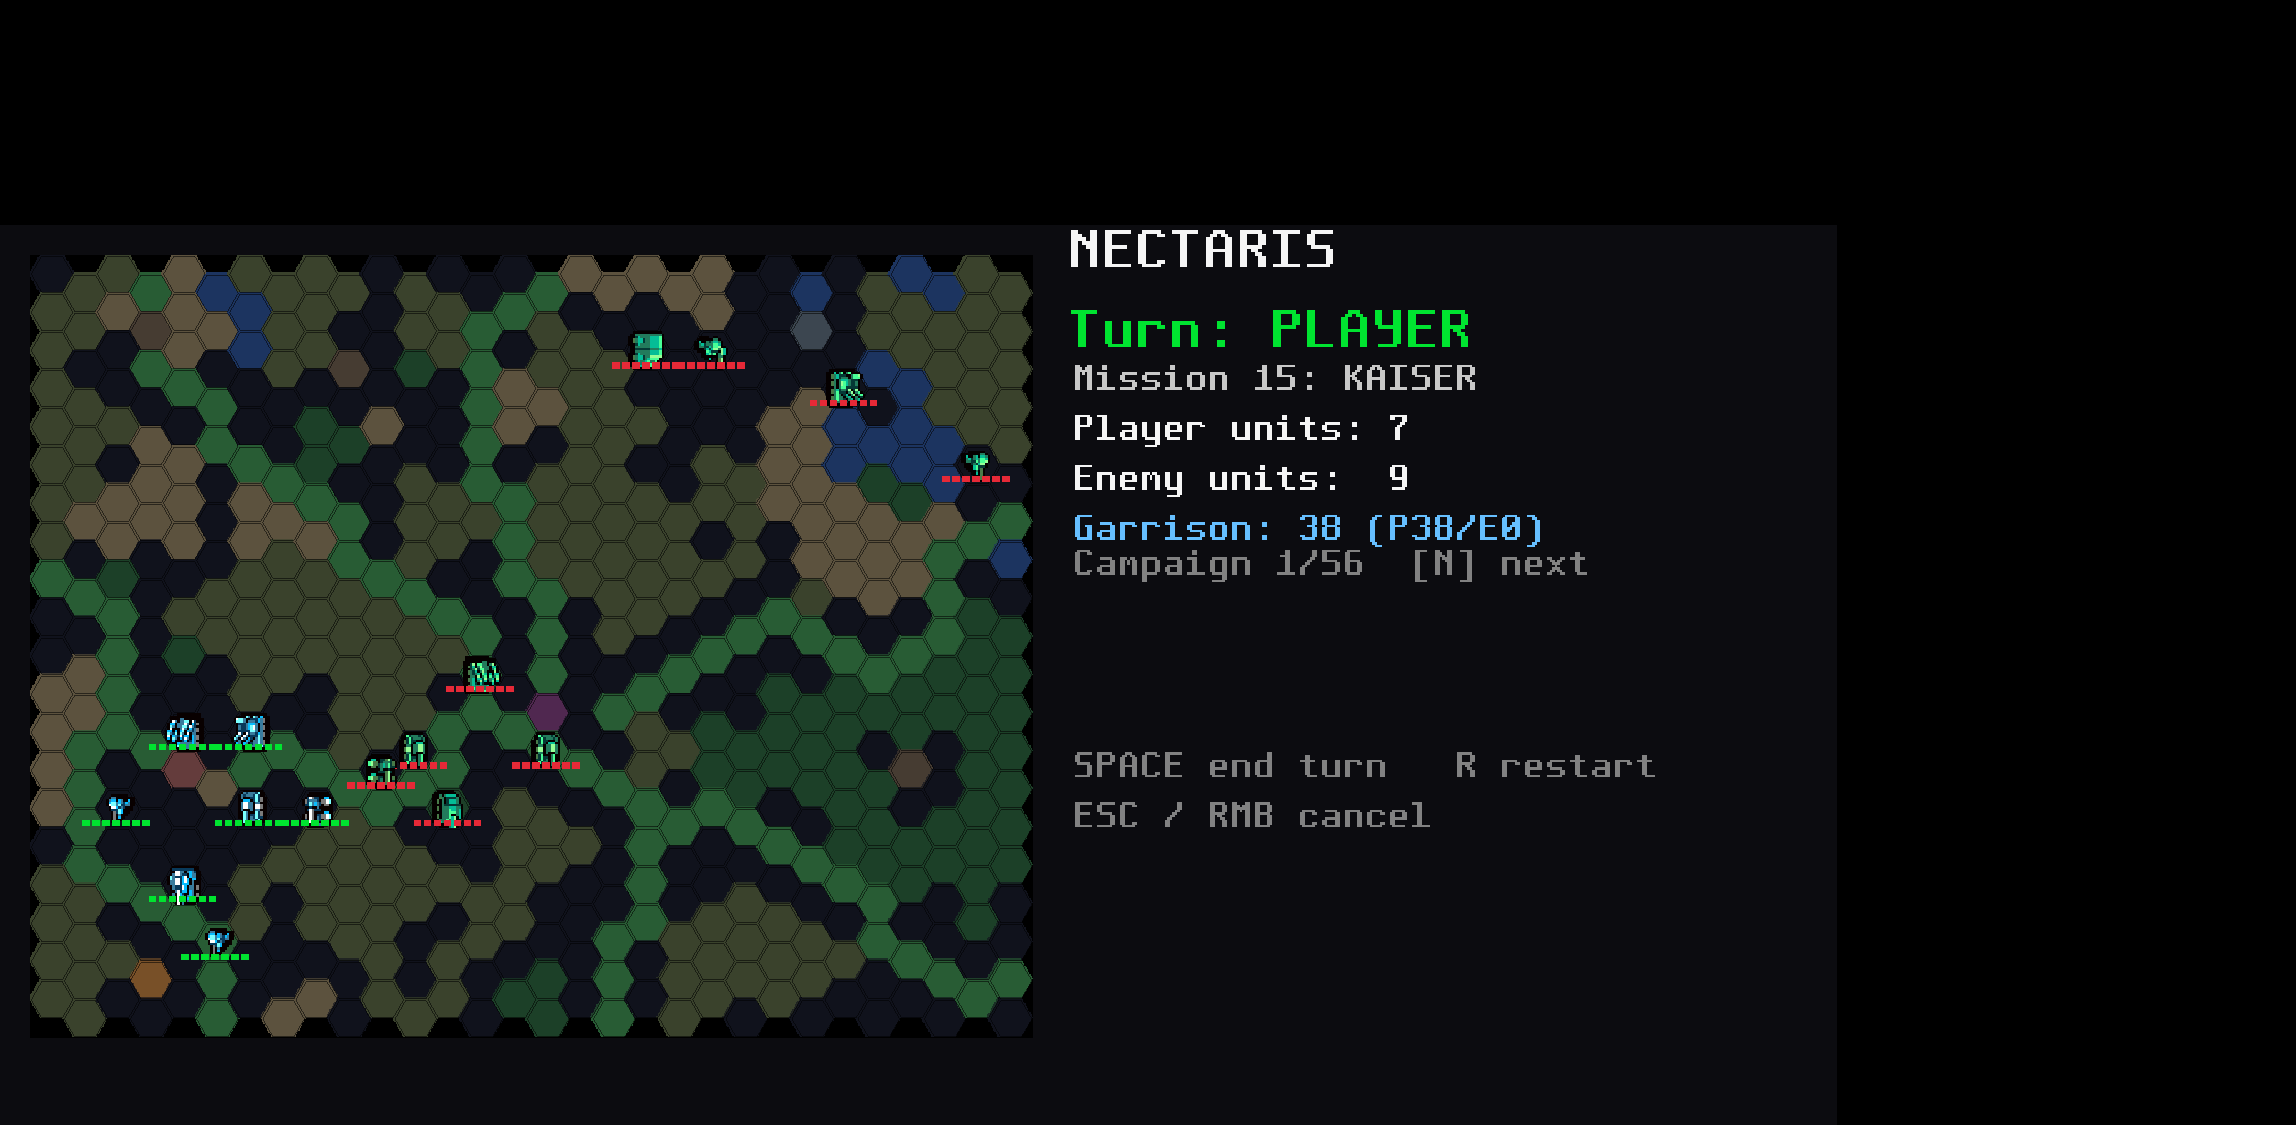 NECTARIS
Turn: PLAYER
Mission 15: KAISER
Player units: 7
Enemy units: 9
Garrison: 38 (P38/E0)
Campaign 1/56 [N] next
SPACE end turn R restart
ESC / RMB cancel